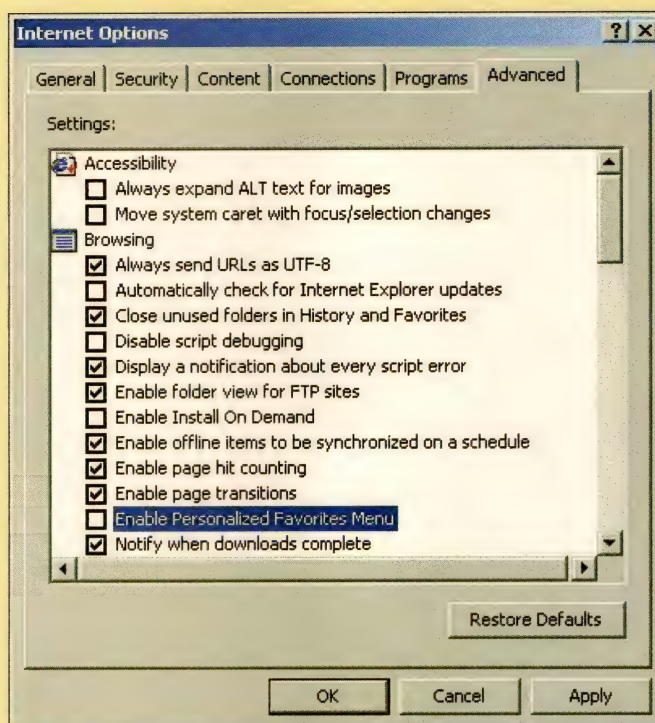 Internet Options
General Security Content Connections Programs Advanced
Settings:
Accessibility
Always expand ALT text for images
Move system caret with focus/selection changes
Browsing
Always send URLs as UTF-8
Automatically check for Internet Explorer updates
Close unused folders in History and Favorites
Disable script debugging
Display a notification about every script error
Enable folder view for FTP sites
Enable Install On Demand
Enable offline items to be synchronized on a schedule
Enable page hit counting
Enable page transitions
Enable Personalized Favorites Menu
Notify when downloads complete
Restore Defaults
OK Cancel Apply